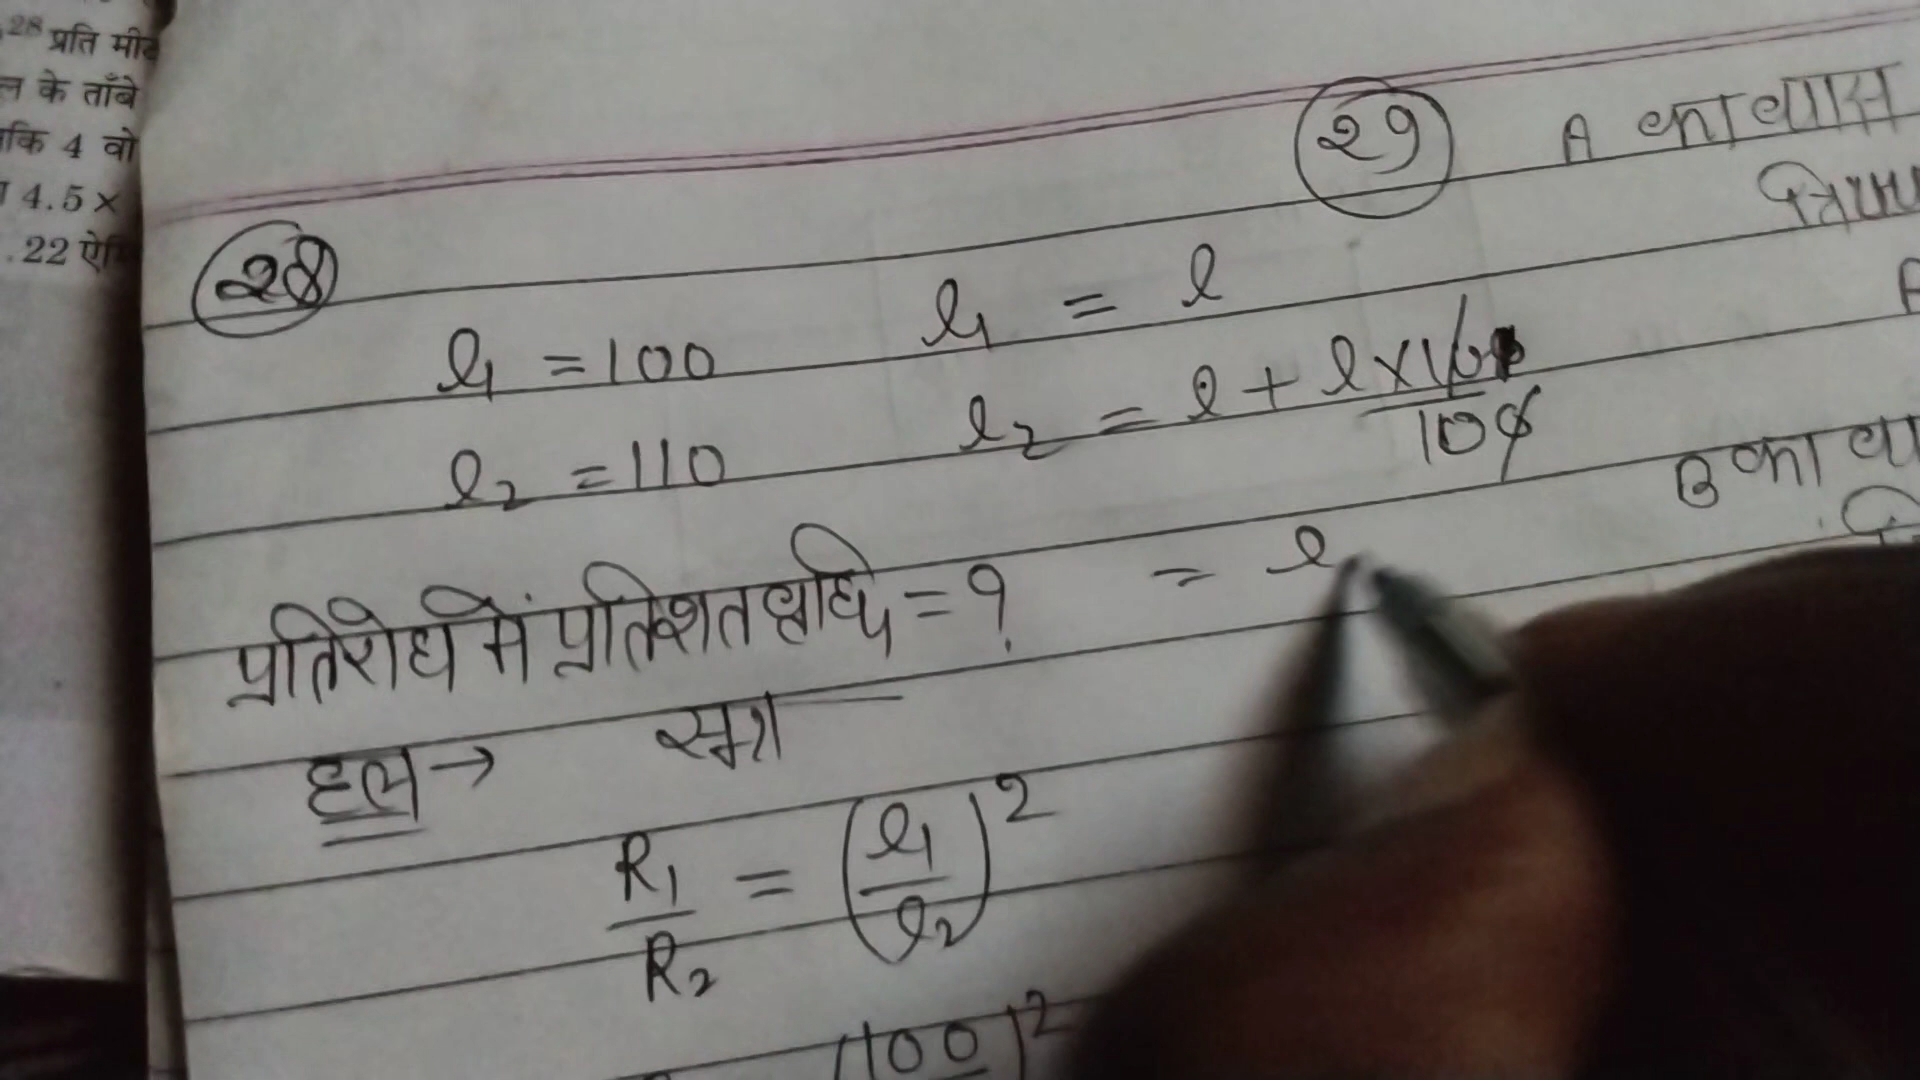 28 प्रति
के ताँबे
4 वो
4.5 ×
.22
28
l₁ = 100
l₂ = 110
प्रतिरोध में प्रतिशत वृद्धि = ?
हल → सूत्र
R₁/R₂ = (l₁/l₂)²
100)²
l₁ = l
l₂ = l + l×10/100
= l
29
A का व्यास
B का